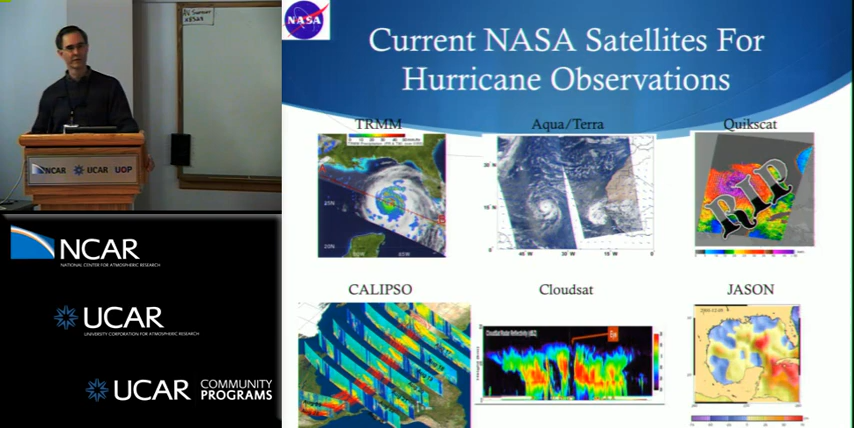 NCAR UCAR UOP
NCAR
NATIONAL CENTER FOR ATMOSPHERIC RESEARCH
UCAR
UNIVERSITY CORPORATION FOR ATMOSPHERIC RESEARCH
UCAR COMMUNITY PROGRAMS
NASA
Current NASA Satellites For
Hurricane Observations
TRMM
Aqua/Terra
Quikscat
RIP
CALIPSO
Cloudsat
Eye
JASON